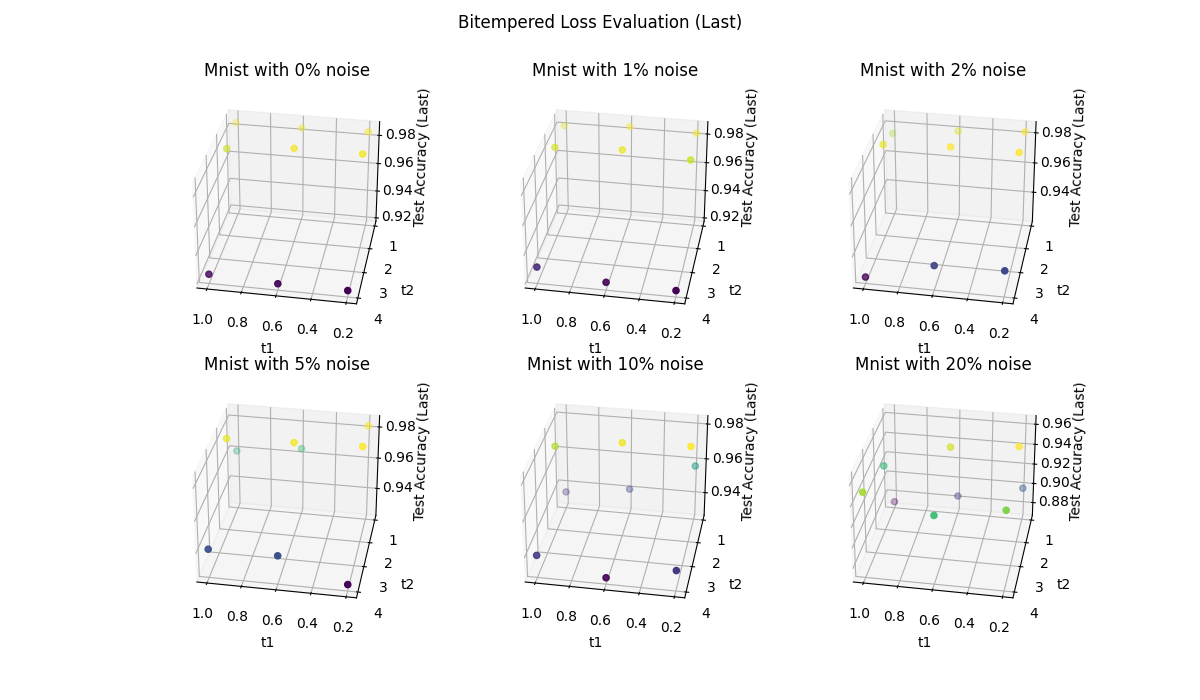 Bitempered Loss Evaluation (Last)
Mnist with 0% noise
Test Accuracy (Last)
0.98
0.96
0.94
0.92
1
2
3
4
t2
1.0 0.8 0.6 0.4 0.2
t1
Mnist with 1% noise
Test Accuracy (Last)
0.98
0.96
0.94
0.92
1
2
3
4
t2
1.0 0.8 0.6 0.4 0.2
t1
Mnist with 2% noise
Test Accuracy (Last)
0.98
0.96
0.94
1
2
3
4
t2
1.0 0.8 0.6 0.4 0.2
t1
Mnist with 5% noise
Test Accuracy (Last)
0.98
0.96
0.94
1
2
3
4
t2
1.0 0.8 0.6 0.4 0.2
t1
Mnist with 10% noise
Test Accuracy (Last)
0.98
0.96
0.94
1
2
3
4
t2
1.0 0.8 0.6 0.4 0.2
t1
Mnist with 20% noise
Test Accuracy (Last)
0.96
0.94
0.92
0.90
0.88
1
2
3
4
t2
1.0 0.8 0.6 0.4 0.2
t1